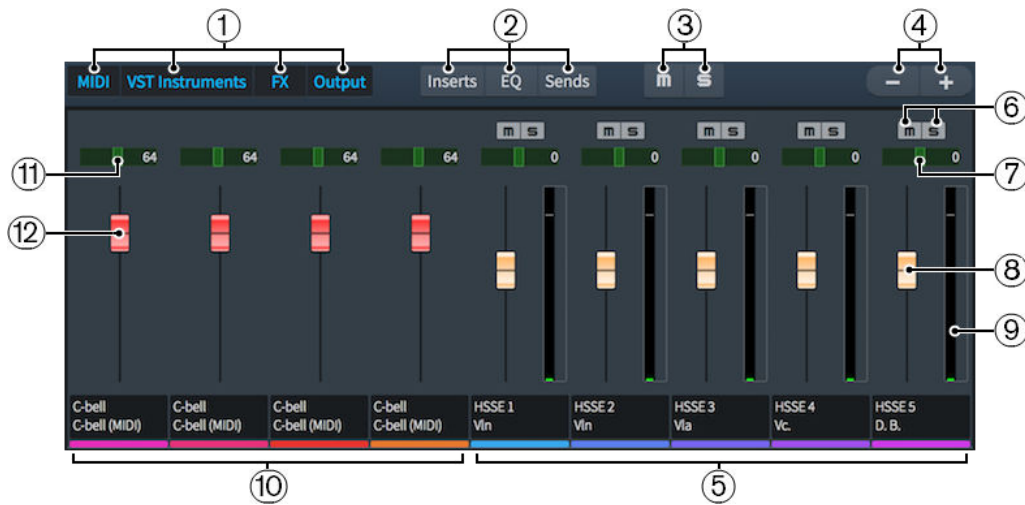 1 2 3 4
MIDI VST Instruments FX Output Inserts EQ Sends m s − +
m s m s m s m s m s 6
11 64 64 64 64 0 0 0 0 0 7
12
8
9
C-bell C-bell C-bell C-bell HSSE 1 HSSE 2 HSSE 3 HSSE 4 HSSE 5
C-bell (MIDI) C-bell (MIDI) C-bell (MIDI) C-bell (MIDI) Vln Vln Vla Vc. D. B.
10 5